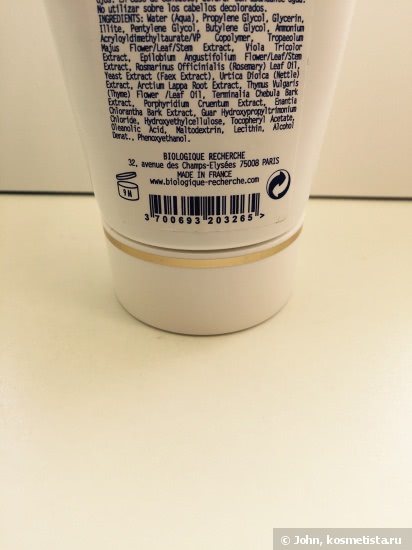 No utilizar sobre los cabellos decolorados.
INGREDIENTS: Water (Aqua), Propylene Glycol, Glycerin,
Illite, Pentylene Glycol, Butylene Glycol, Ammonium
Acryloyldimethyltaurate/VP Copolymer, Tropaeolum
Majus Flower/Leaf/Stem Extract, Viola Tricolor
Extract, Epilobium Angustifolium Flower/Leaf/Stem
Extract, Rosmarinus Officinialis (Rosemary) Leaf Oil,
Yeast Extract (Faex Extract), Urtica Dioica (Nettle)
Extract, Arctium Lappa Root Extract, Thymus Vulgaris
(Thyme) Flower /Leaf Oil, Terminalia Chebula Bark
Extract, Porphyridium Cruentum Extract, Enantia
Chlorantha Bark Extract, Guar Hydroxypropyltrimonium
Chloride, Hydroxyethylcellulose, Tocopheryl Acetate,
Oleanolic Acid, Maltodextrin, Lecithin, Alcohol
Denat., Phenoxyethanol.
BIOLOGIQUE RECHERCHE
32, avenue des Champs-Elysées 75008 PARIS
MADE IN FRANCE
www.biologique-recherche.com
3 700693 203265 >
© John, kosmetista.ru